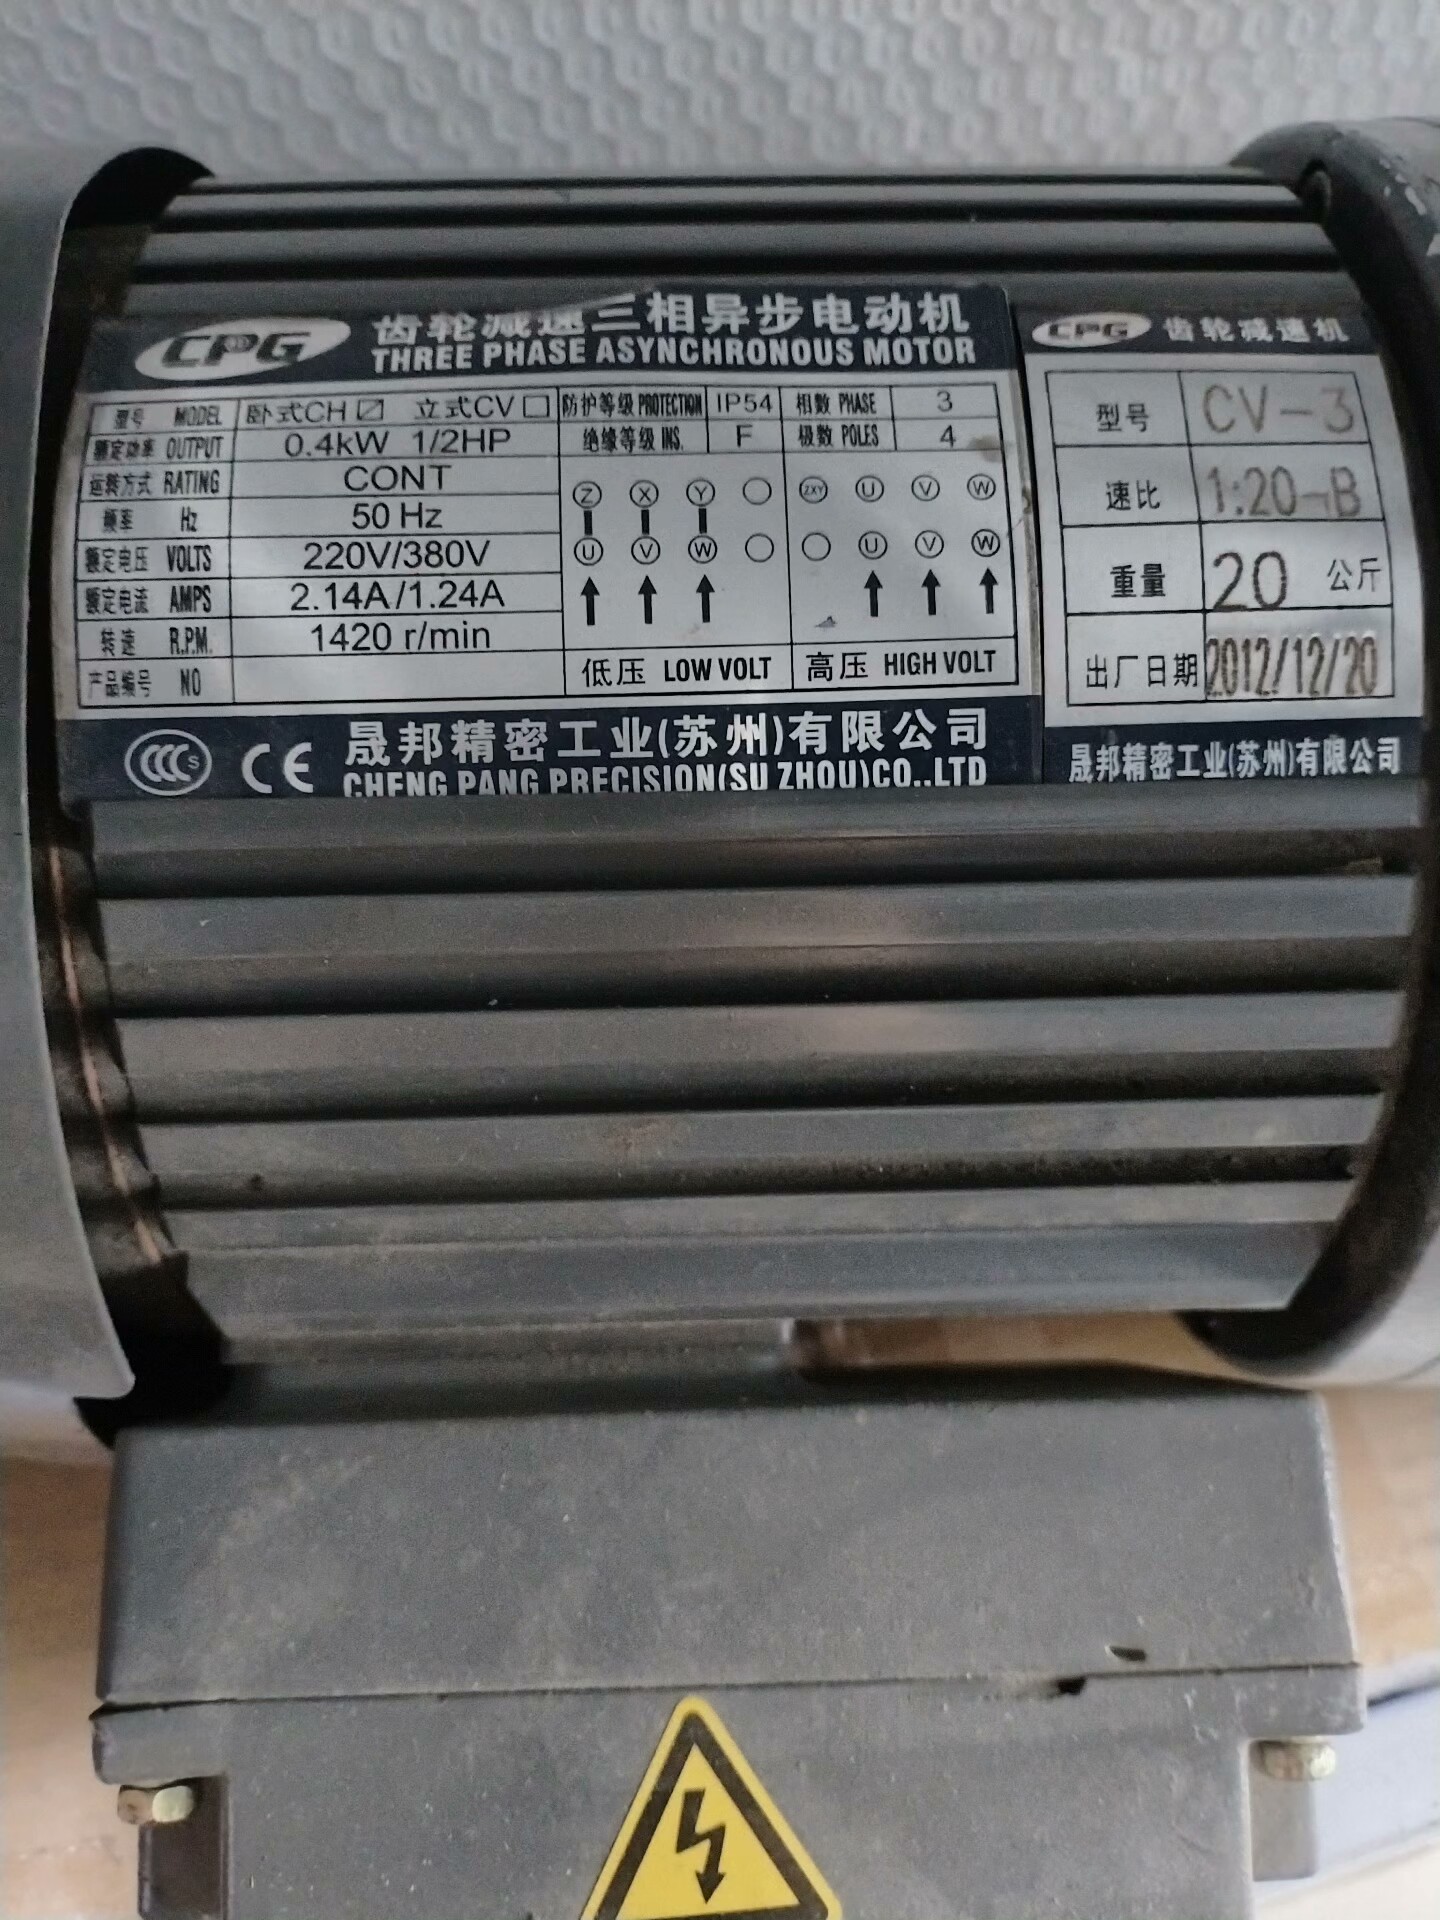 CPG 齿轮减速三相异步电动机
THREE PHASE ASYNCHRONOUS MOTOR
型号 MODEL 卧式CH ☑ 立式CV □ 防护等级 PROTECTION IP54 相数 PHASE 3
额定功率 OUTPUT 0.4kW 1/2HP 绝缘等级 INS. F 极数 POLES 4
运转方式 RATING CONT
频率 Hz 50 Hz
额定电压 VOLTS 220V/380V
额定电流 AMPS 2.14A/1.24A
转速 R.P.M. 1420 r/min
产品编号 NO
Z X Y ZXY U V W
U V W U V W
低压 LOW VOLT 高压 HIGH VOLT
CCC S CE 晟邦精密工业(苏州)有限公司
CHENG PANG PRECISION(SU ZHOU)CO.,LTD
CPG 齿轮减速机
型号 CV-3
速比 1:20-B
重量 20 公斤
出厂日期 2012/12/20
晟邦精密工业(苏州)有限公司